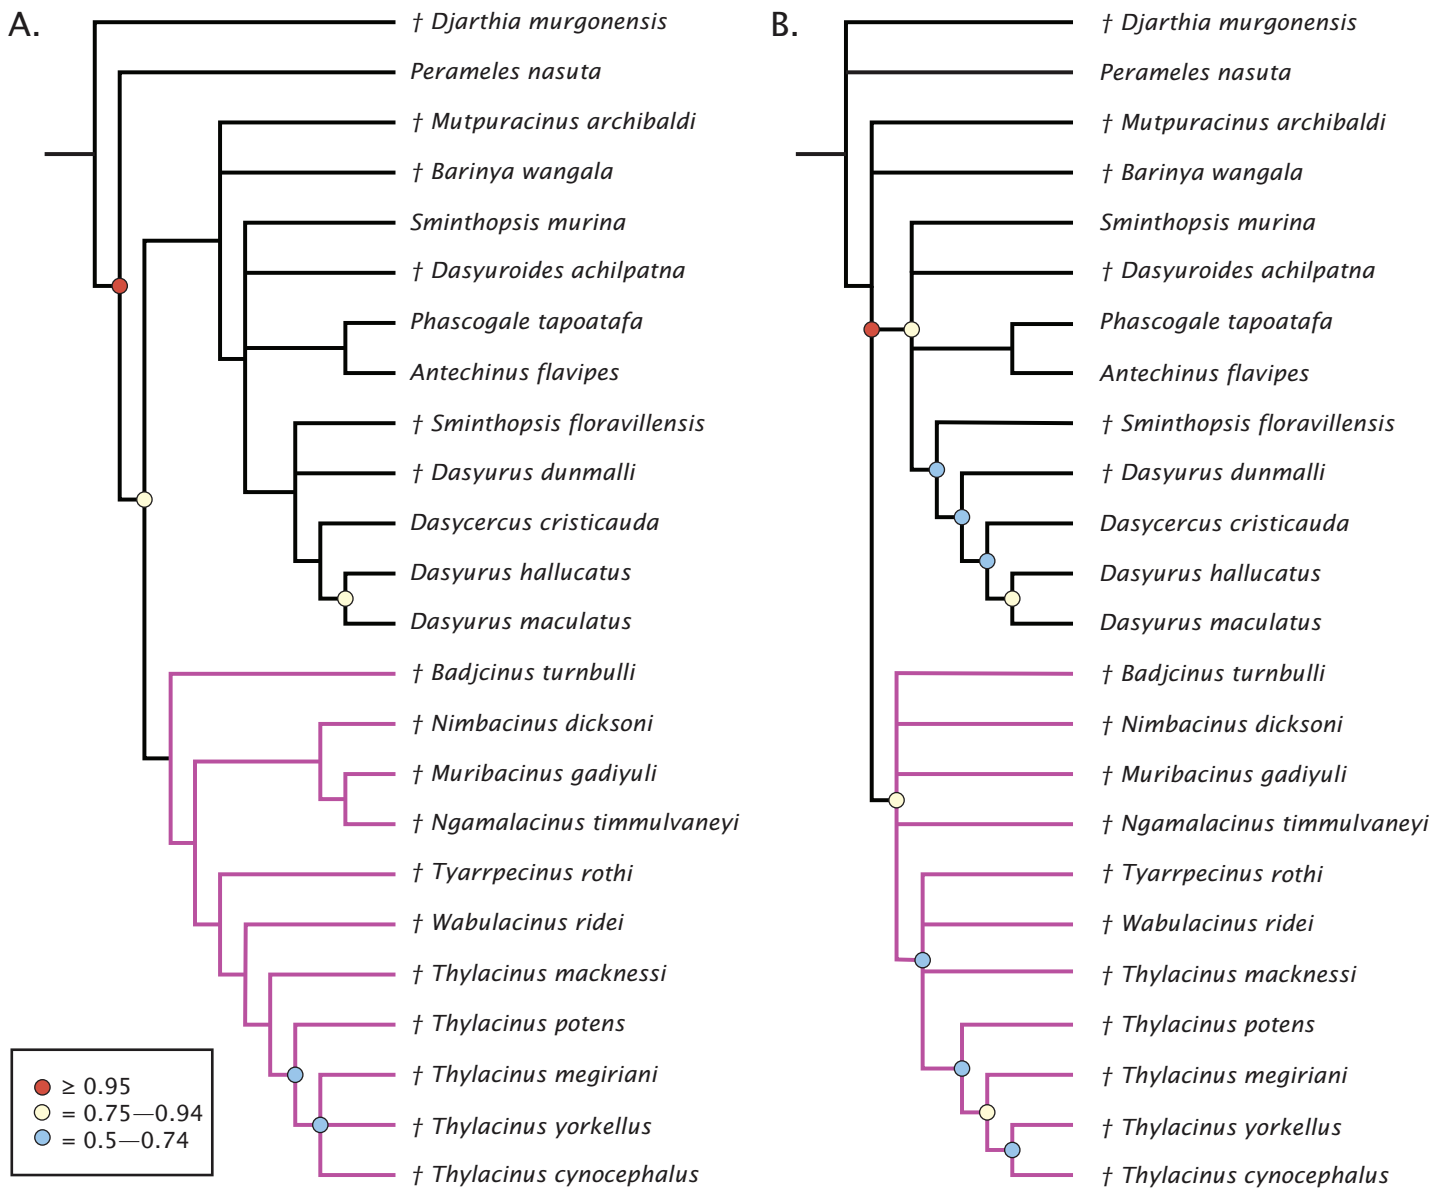 A.
† Djarthia murgonensis
Perameles nasuta
† Mutpuracinus archibaldi
† Barinya wangala
Sminthopsis murina
† Dasyuroides achilpatna
Phascogale tapoatafa
Antechinus flavipes
† Sminthopsis floravillensis
† Dasyurus dunmalli
Dasycercus cristicauda
Dasyurus hallucatus
Dasyurus maculatus
† Badjcinus turnbulli
† Nimbacinus dicksoni
† Muribacinus gadiyuli
† Ngamalacinus timmulvaneyi
† Tyarrpecinus rothi
† Wabulacinus ridei
† Thylacinus macknessi
† Thylacinus potens
† Thylacinus megiriani
† Thylacinus yorkellus
† Thylacinus cynocephalus
≥ 0.95
= 0.75—0.94
= 0.5—0.74
B.
† Djarthia murgonensis
Perameles nasuta
† Mutpuracinus archibaldi
† Barinya wangala
Sminthopsis murina
† Dasyuroides achilpatna
Phascogale tapoatafa
Antechinus flavipes
† Sminthopsis floravillensis
† Dasyurus dunmalli
Dasycercus cristicauda
Dasyurus hallucatus
Dasyurus maculatus
† Badjcinus turnbulli
† Nimbacinus dicksoni
† Muribacinus gadiyuli
† Ngamalacinus timmulvaneyi
† Tyarrpecinus rothi
† Wabulacinus ridei
† Thylacinus macknessi
† Thylacinus potens
† Thylacinus megiriani
† Thylacinus yorkellus
† Thylacinus cynocephalus